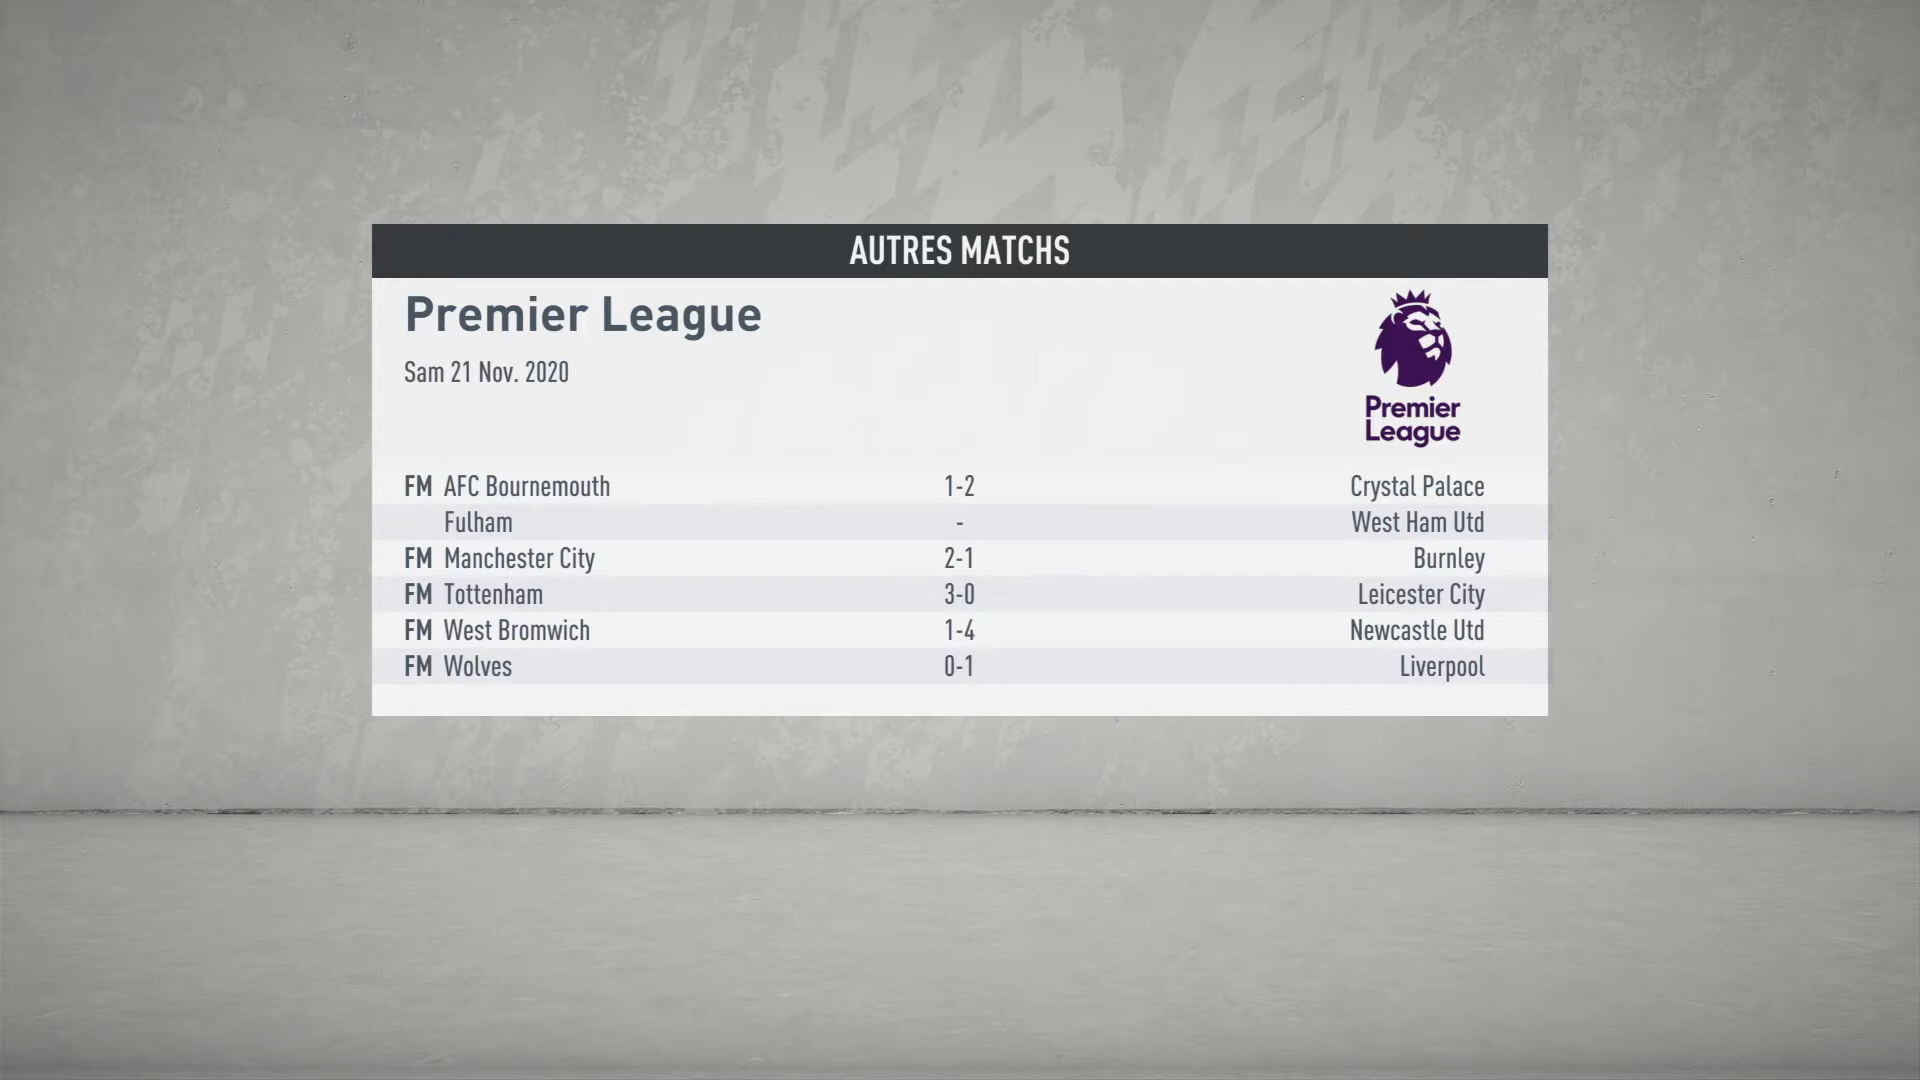 AUTRES MATCHS
Premier League
Sam 21 Nov. 2020
Premier
League
FM AFC Bournemouth 1-2 Crystal Palace
Fulham - West Ham Utd
FM Manchester City 2-1 Burnley
FM Tottenham 3-0 Leicester City
FM West Bromwich 1-4 Newcastle Utd
FM Wolves 0-1 Liverpool